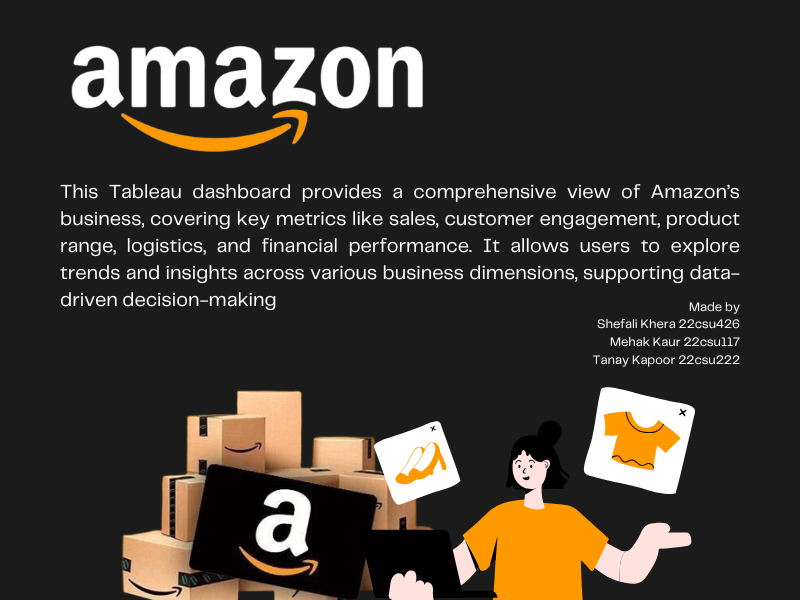 amazon
This Tableau dashboard provides a comprehensive view of Amazon's
business, covering key metrics like sales, customer engagement, product
range, logistics, and financial performance. It allows users to explore
trends and insights across various business dimensions, supporting data-
driven decision-making
Made by
Shefali Khera 22csu426
Mehak Kaur 22csu117
Tanay Kapoor 22csu222
a